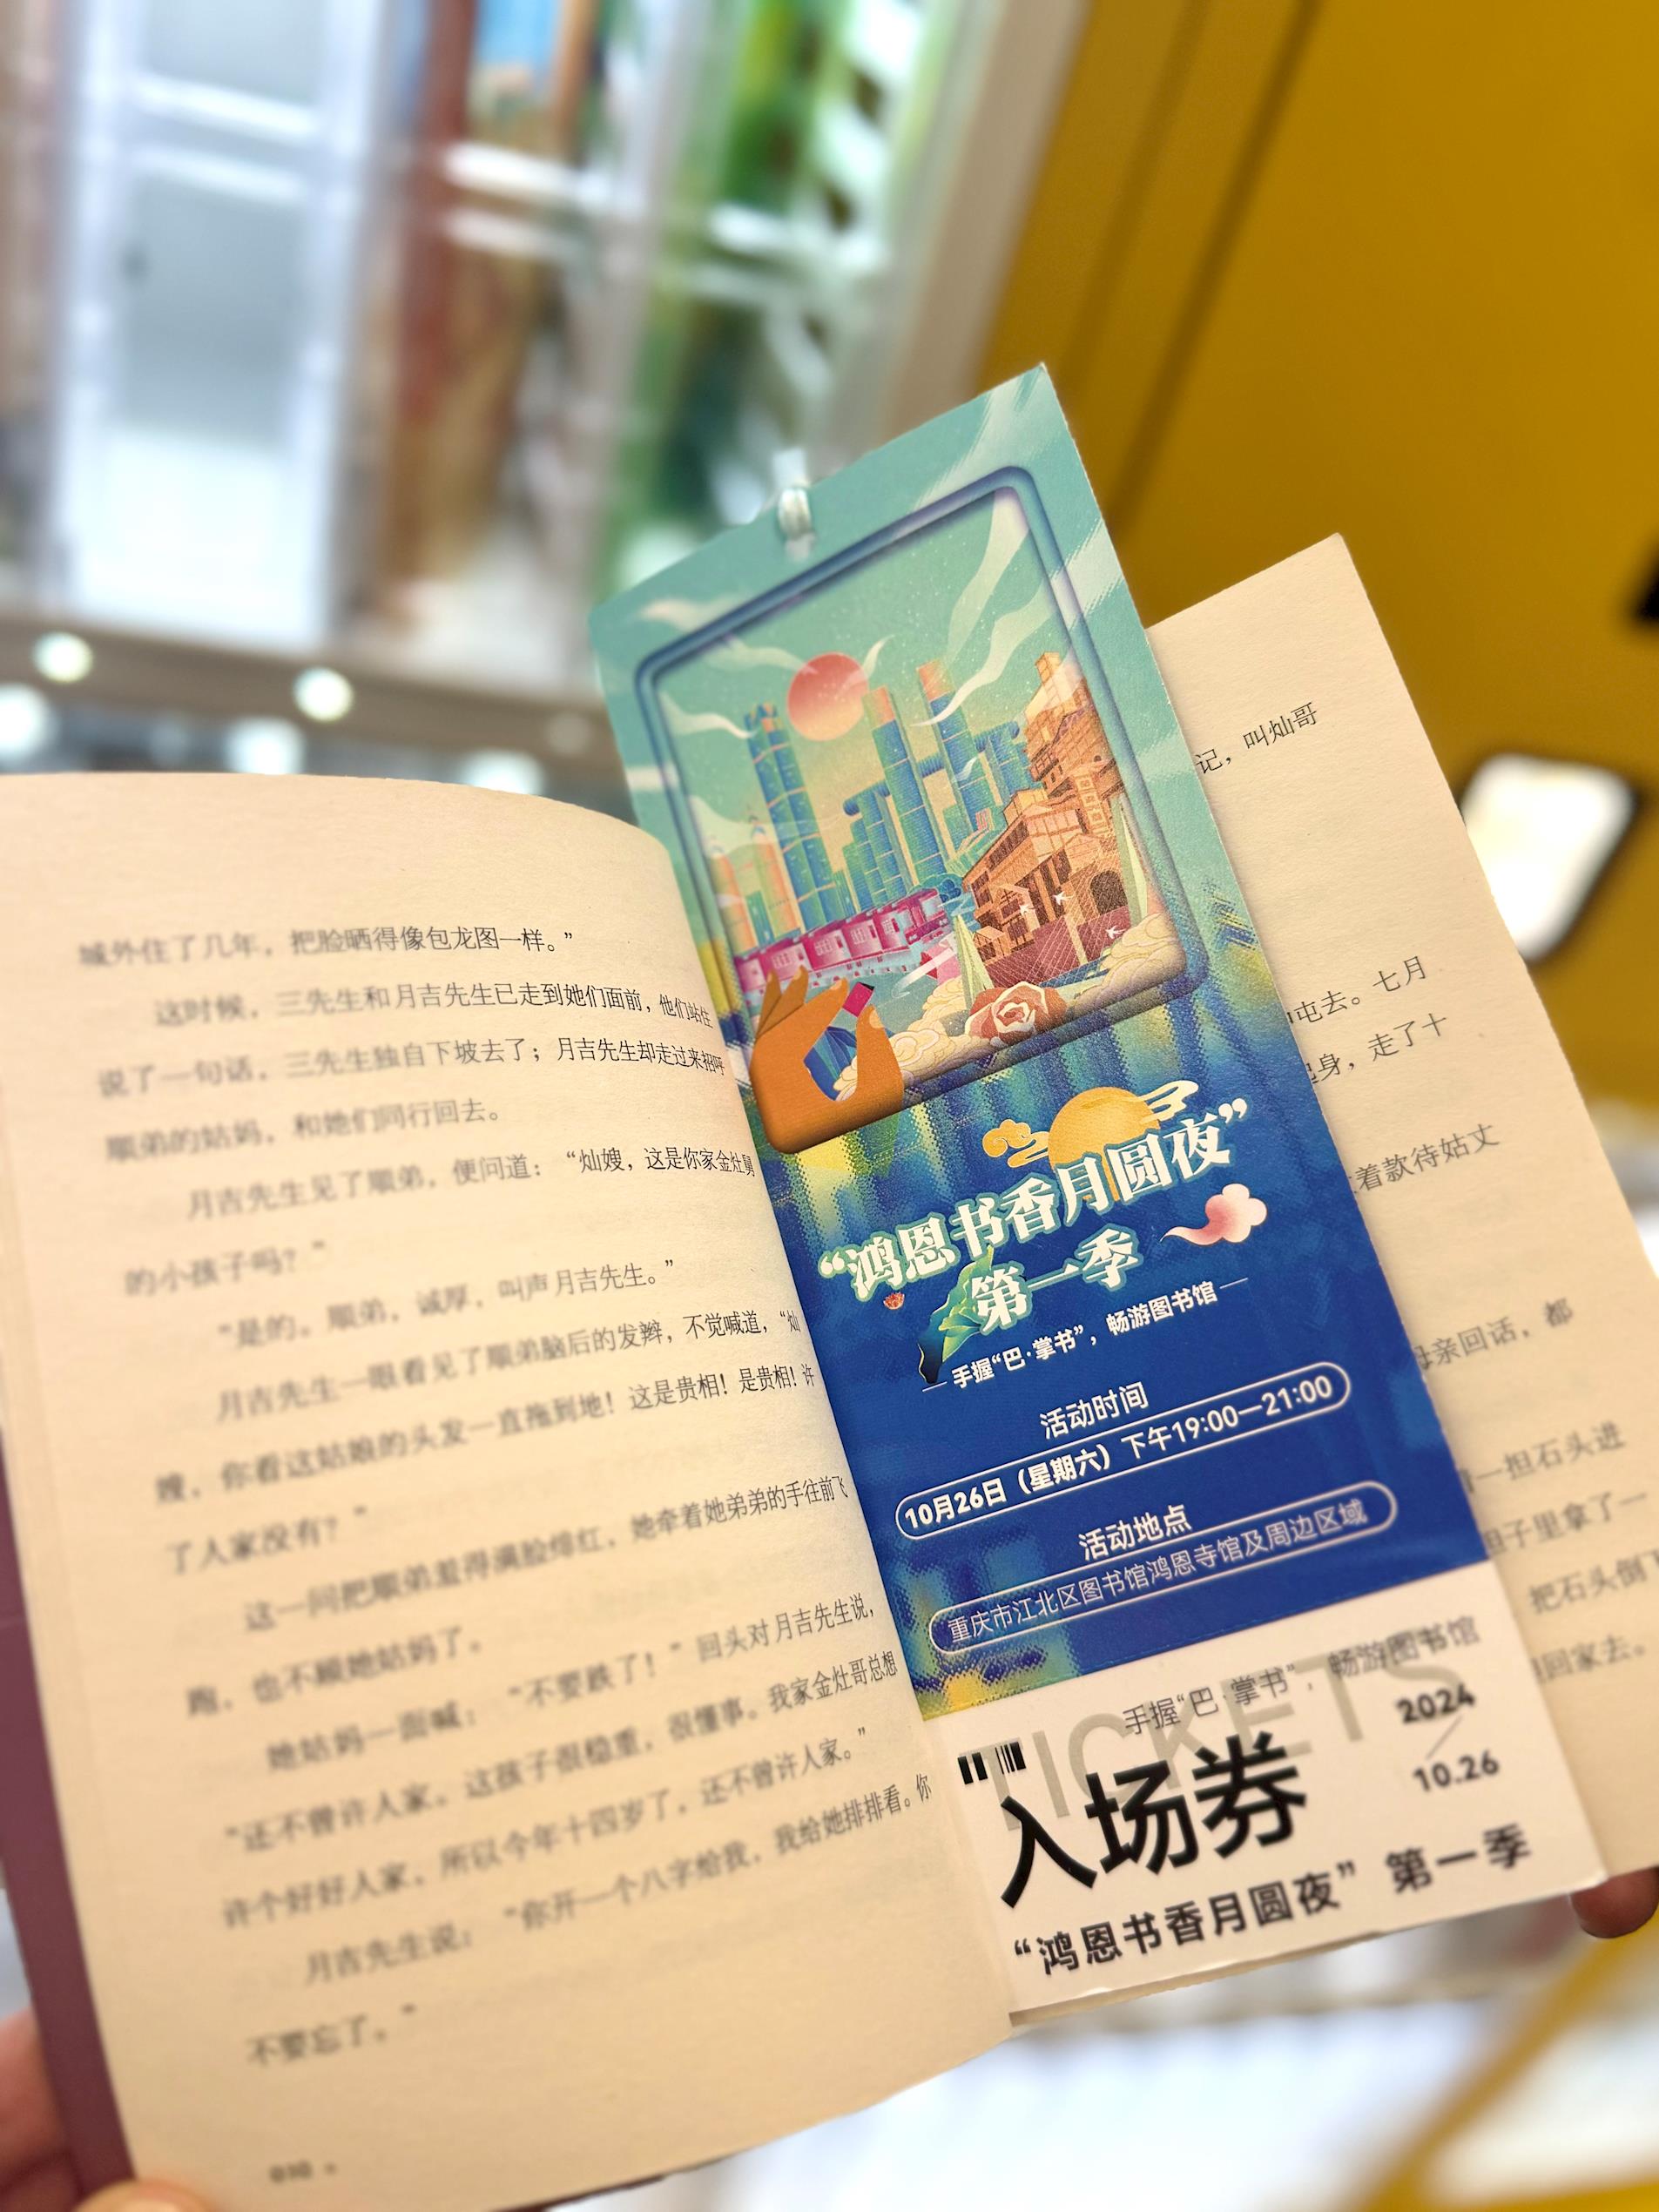 城外住了几年，把脸晒得像包龙图一样。”
这时候，三先生和月吉先生已走到她们面前，他们站住
说了一句话，三先生独自下坡去了；月吉先生却走过来招呼
顺弟的姑妈，和她们同行回去。
月吉先生见了顺弟，便问道：“灿嫂，这是你家金灶舅
的小孩子吗？”
“是的。顺弟，诚厚，叫声月吉先生。”
月吉先生一眼看见了顺弟脑后的发辫，不觉喊道，“灿
嫂，你看这姑娘的头发一直拖到地！这是贵相！是贵相！许
了人家没有？”
这一问把顺弟羞得满脸绯红，她牵着她弟弟的手往前飞
跑，也不顾她姑妈了。
她姑妈一面喊：“不要跌了！”回头对月吉先生说，
“还不曾许人家。这孩子很稳重，很懂事。我家金灶哥总想
许个好好人家，所以今年十四岁了，还不曾许人家。”
月吉先生说：“你开一个八字给我，我给她排排看。你
不要忘了。”
010
“鸿恩书香月圆夜”
第一季
手握“巴·掌书”，畅游图书馆
活动时间
10月26日（星期六）下午19:00—21:00
活动地点
重庆市江北区图书馆鸿恩寺馆及周边区域
手握“巴·掌书”，畅游图书馆
TICKETS
入场券
2024
10.26
“鸿恩书香月圆夜” 第一季
记，叫灿哥
屯去。七月
身，走了十
着款待姑丈
母亲回话，都
一担石头进
担子里拿了一
把石头倒下
回家去。